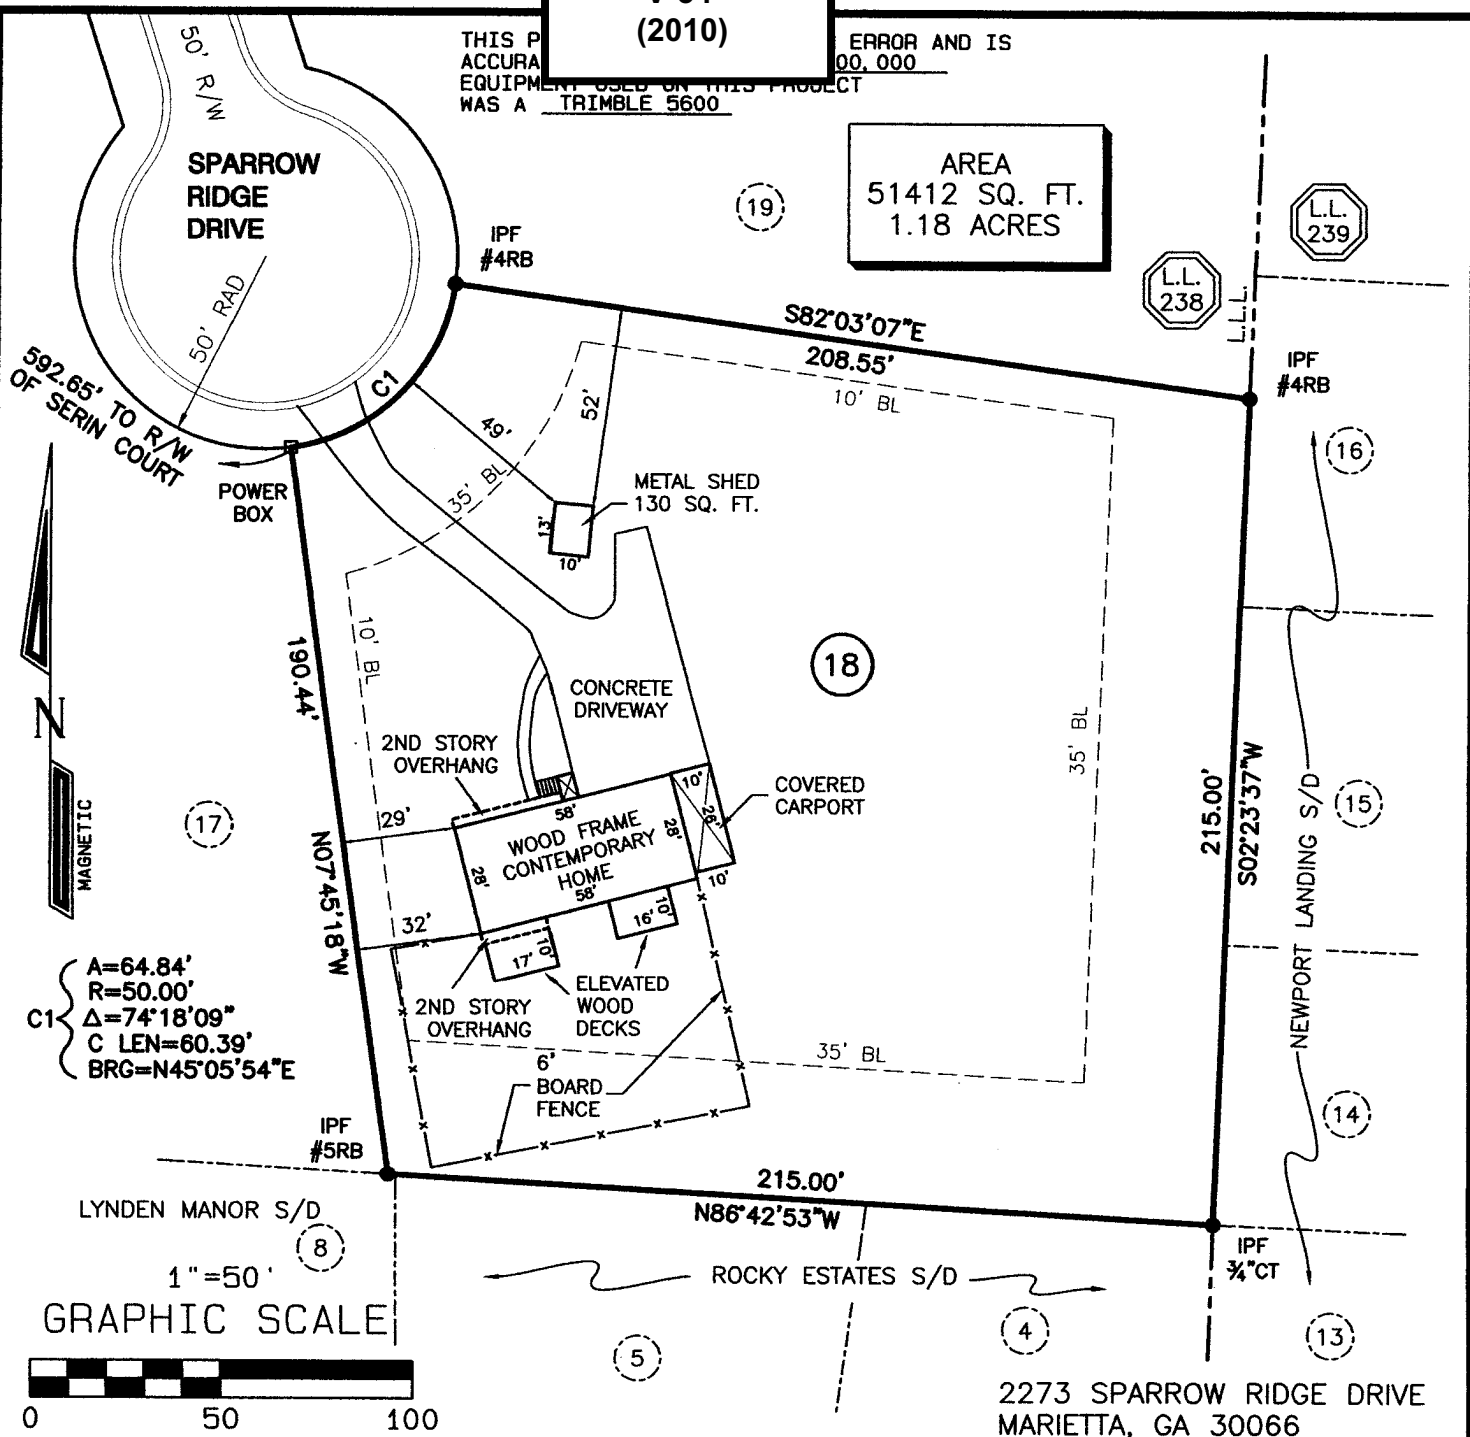 (2010)
THIS P
ERROR AND IS
ACCURA
00,000
EQUIPMENT USED ON THIS PROJECT
WAS A TRIMBLE 5600
50' R/W
SPARROW
RIDGE
DRIVE
50' RAD
592.65' TO R/W
OF SERIN COURT
POWER
BOX
C1
IPF
#4RB
19
AREA
51412 SQ. FT.
1.18 ACRES
L.L.
239
L.L.
238
L.L.L.
S82°03'07"E
208.55'
10' BL
IPF
#4RB
16
49'
52'
35' BL
METAL SHED
130 SQ. FT.
13'
10'
10' BL
190.44'
N07°45'18"W
18
CONCRETE
DRIVEWAY
2ND STORY
OVERHANG
N
MAGNETIC
17
29'
58'
WOOD FRAME
CONTEMPORARY
HOME
58'
28'
28'
10'
26'
10'
COVERED
CARPORT
35' BL
215.00'
S02°23'37"W
NEWPORT LANDING S/D
15
32'
17'
10'
16'
10'
2ND STORY
OVERHANG
ELEVATED
WOOD
DECKS
C1
A=64.84'
R=50.00'
Δ=74°18'09"
C LEN=60.39'
BRG=N45°05'54"E
35' BL
6'
BOARD
FENCE
14
IPF
#5RB
215.00'
N86°42'53"W
LYNDEN MANOR S/D
8
IPF
¾"CT
ROCKY ESTATES S/D
1"=50'
GRAPHIC SCALE
0 50 100
5
4
13
2273 SPARROW RIDGE DRIVE
MARIETTA, GA 30066